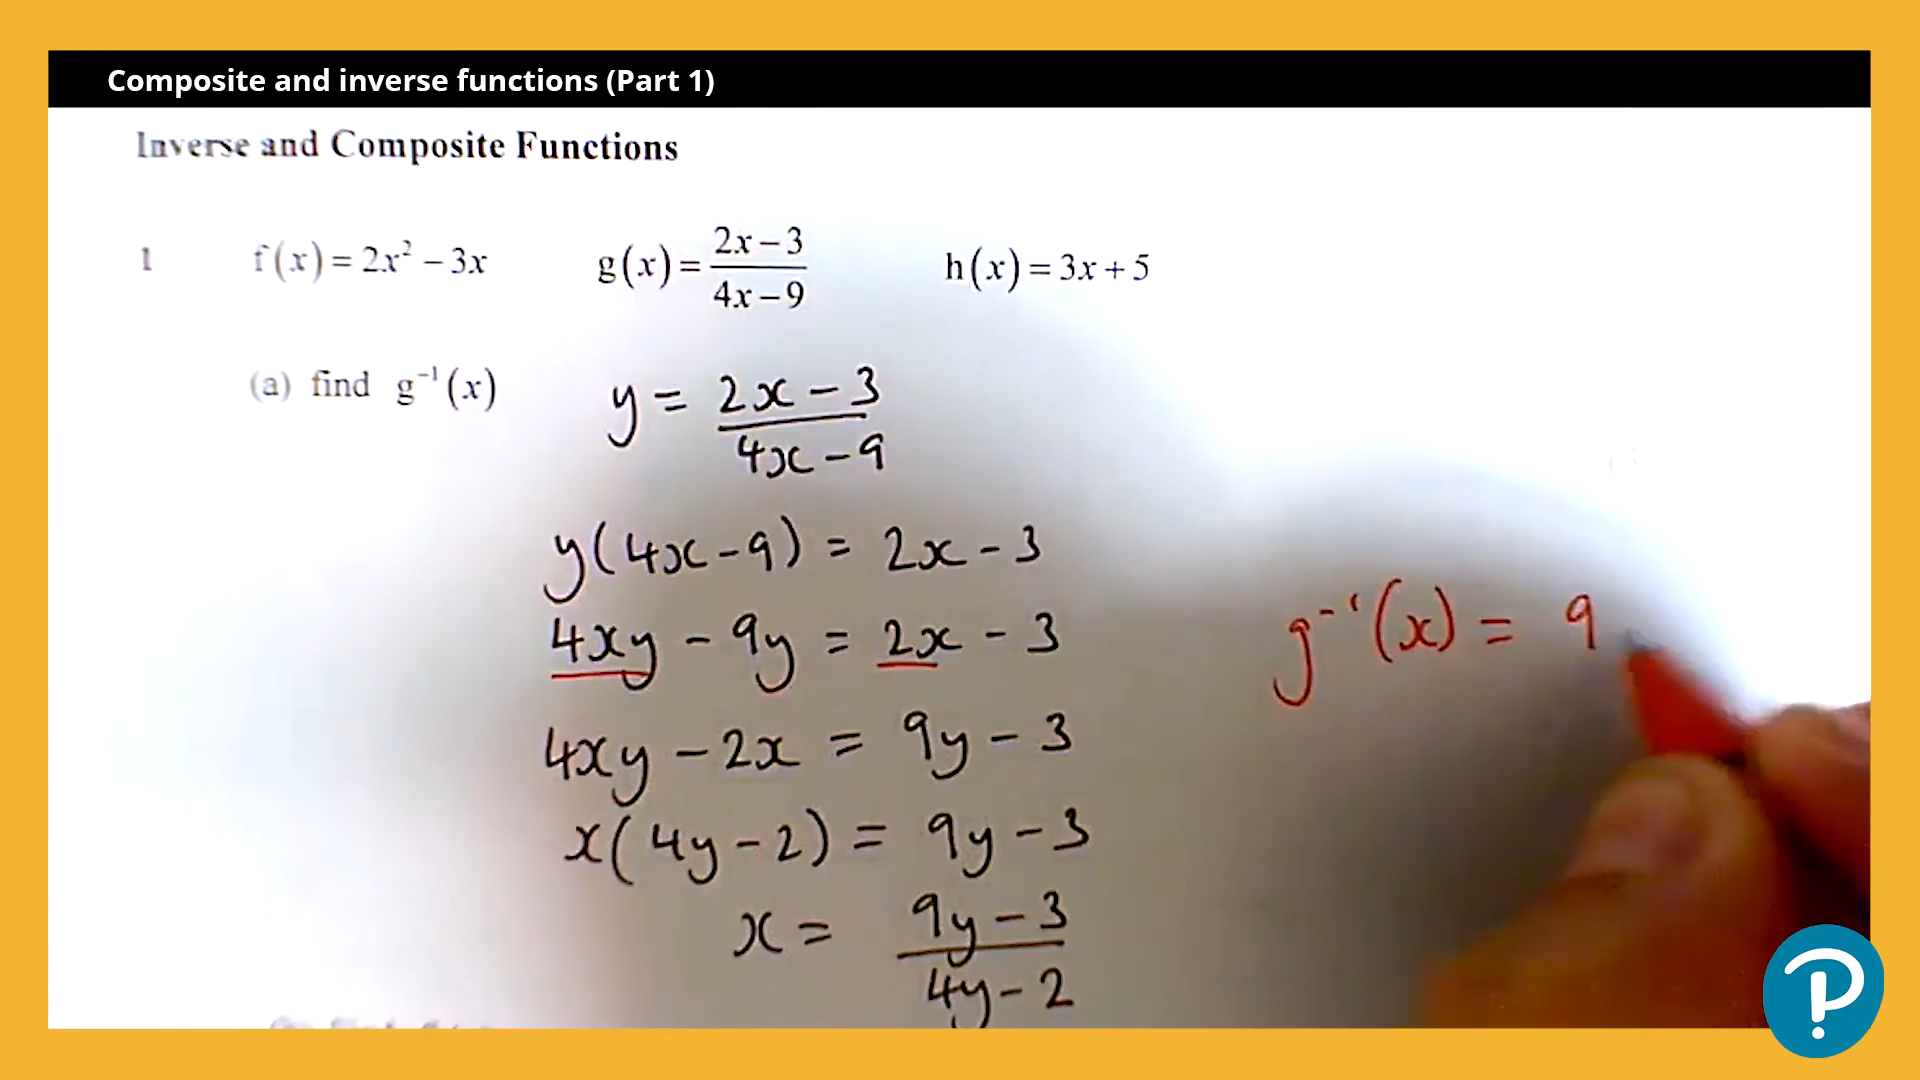 Composite and inverse functions (Part 1)
Inverse and Composite Functions
1 f(x) = 2x² − 3x g(x) = (2x − 3)/(4x − 9) h(x) = 3x + 5
(a) find g⁻¹(x) y = (2x − 3)/(4x − 9)
y(4x − 9) = 2x − 3
4xy − 9y = 2x − 3
g⁻¹(x) = 9
4xy − 2x = 9y − 3
x(4y − 2) = 9y − 3
x = (9y − 3)/(4y − 2)